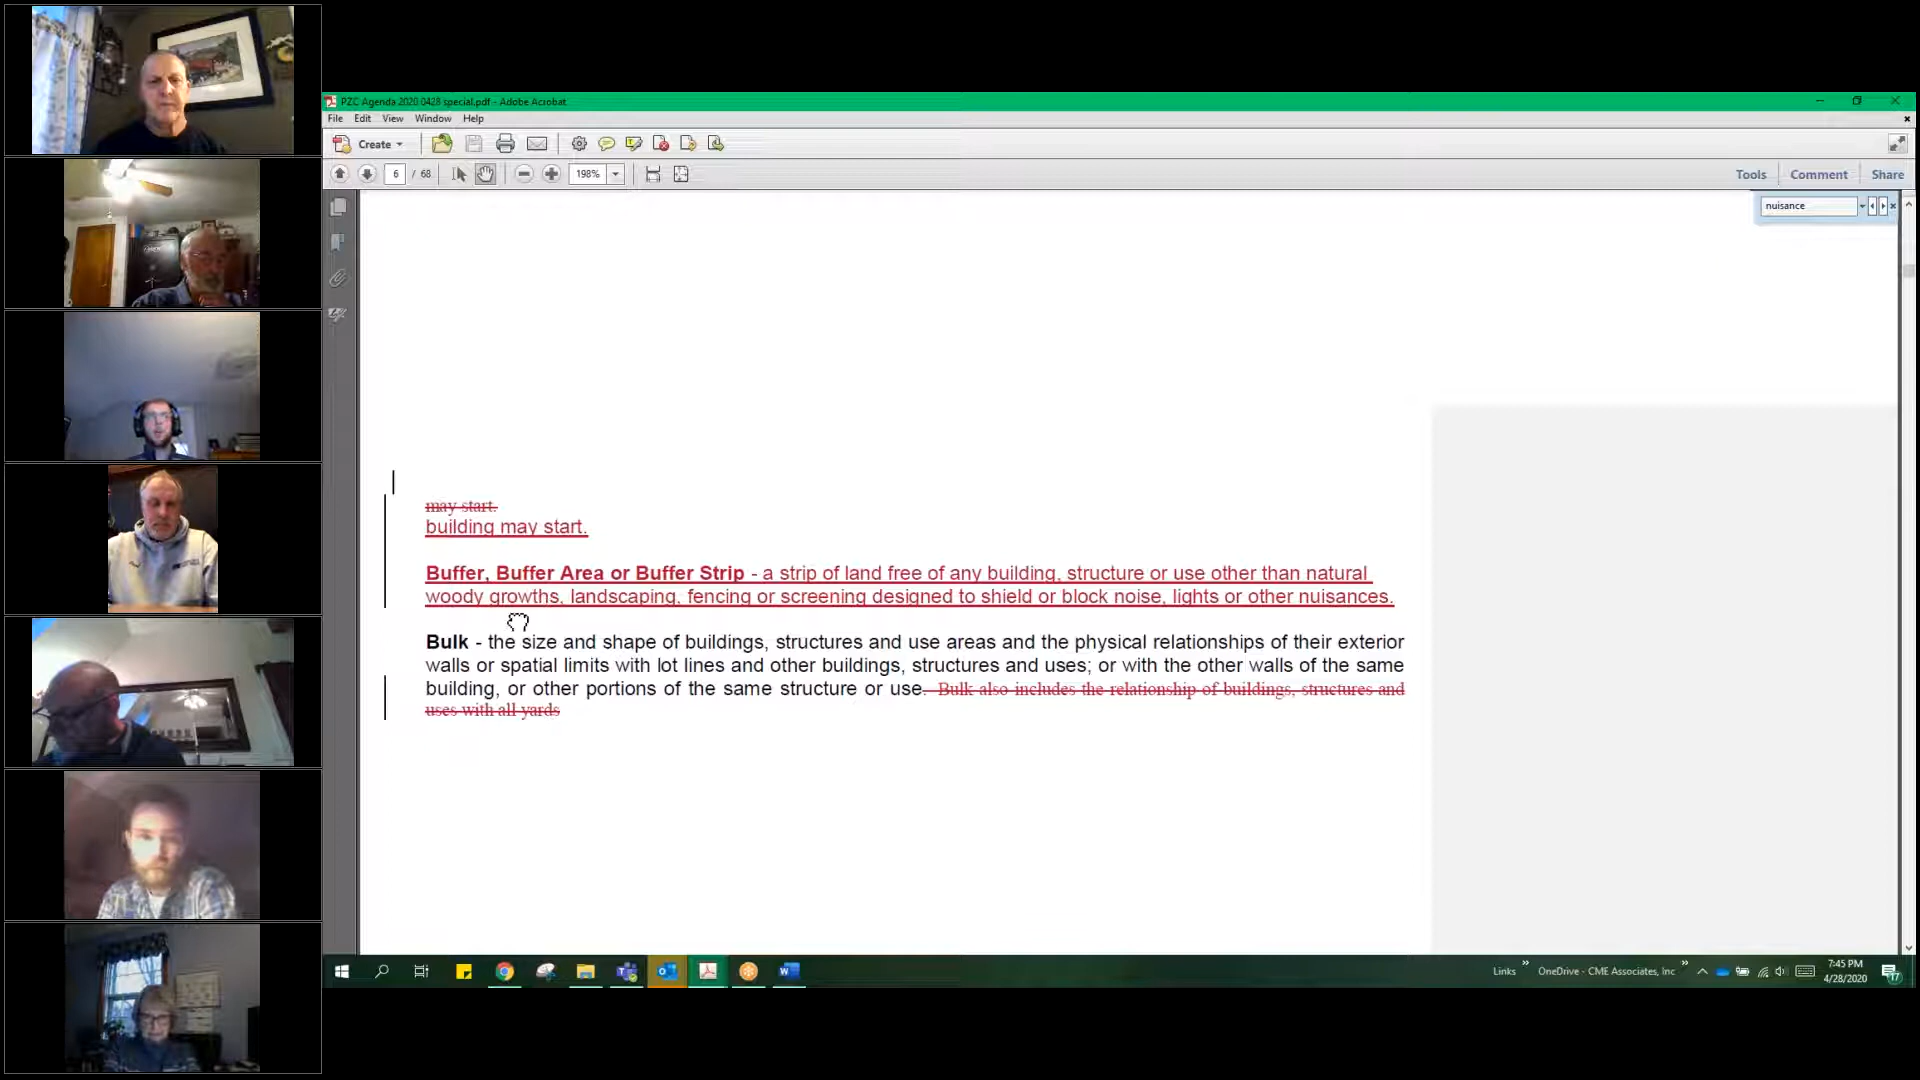 PZC Agenda 2020 0428 special.pdf - Adobe Acrobat
File Edit View Window Help
Create
6 / 68 198% Tools Comment Share
nuisance
may start.
building may start.
Buffer, Buffer Area or Buffer Strip - a strip of land free of any building, structure or use other than natural
woody growths, landscaping, fencing or screening designed to shield or block noise, lights or other nuisances.
Bulk - the size and shape of buildings, structures and use areas and the physical relationships of their exterior
walls or spatial limits with lot lines and other buildings, structures and uses; or with the other walls of the same
building, or other portions of the same structure or use. Bulk also includes the relationship of buildings, structures and
uses with all yards
Links » OneDrive - CME Associates, Inc » 7:45 PM
4/28/2020
17